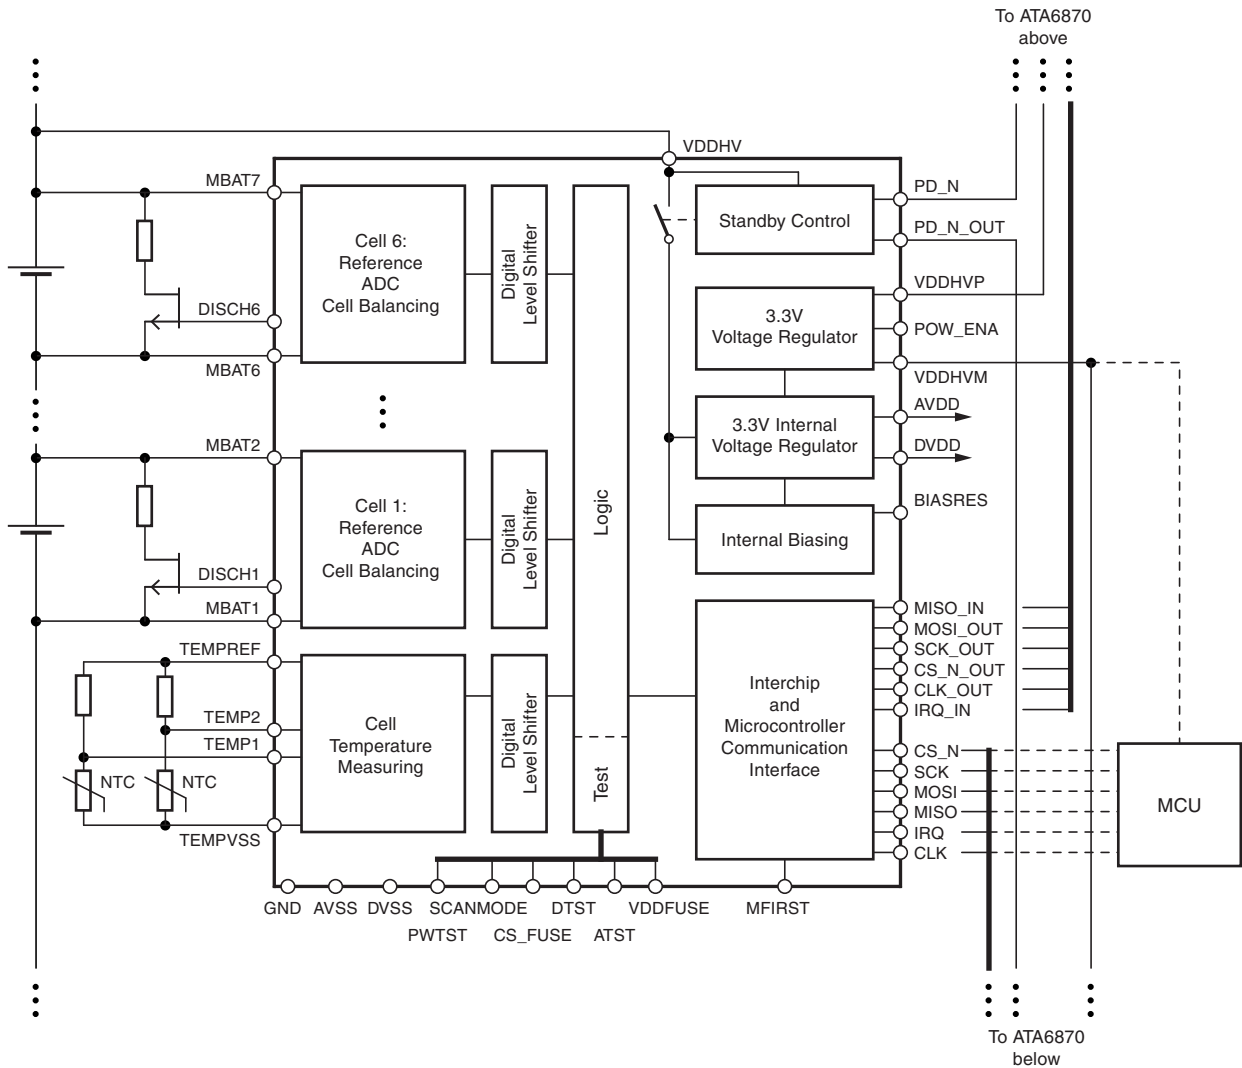 To ATA6870
above
VDDHV
MBAT7
PD_N
Cell 6:
Reference
ADC
Cell Balancing
Digital
Level Shifter
Standby Control
PD_N_OUT
DISCH6
VDDHVP
3.3V
Voltage Regulator
POW_ENA
MBAT6
VDDHVM
AVDD
3.3V Internal
Voltage Regulator
MBAT2
DVDD
Cell 1:
Reference
ADC
Cell Balancing
Digital
Level Shifter
Logic
BIASRES
Internal Biasing
DISCH1
MBAT1
MISO_IN
MOSI_OUT
SCK_OUT
CS_N_OUT
CLK_OUT
IRQ_IN
TEMPREF
TEMP2
TEMP1
Cell
Temperature
Measuring
Digital
Level Shifter
Test
Interchip
and
Microcontroller
Communication
Interface
NTC
NTC
CS_N
SCK
MOSI
MISO
IRQ
CLK
MCU
TEMPVSS
GND
AVSS
DVSS
SCANMODE
DTST
VDDFUSE
MFIRST
PWTST
CS_FUSE
ATST
To ATA6870
below